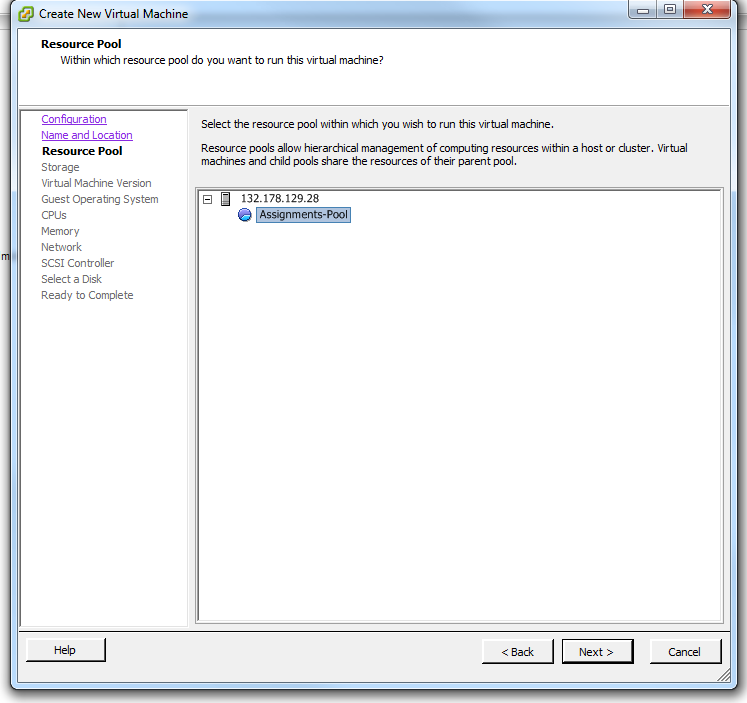 Create New Virtual Machine
Resource Pool
Within which resource pool do you want to run this virtual machine?
Configuration
Name and Location
Resource Pool
Storage
Virtual Machine Version
Guest Operating System
CPUs
Memory
Network
SCSI Controller
Select a Disk
Ready to Complete
Select the resource pool within which you wish to run this virtual machine.
Resource pools allow hierarchical management of computing resources within a host or cluster. Virtual
machines and child pools share the resources of their parent pool.
132.178.129.28
Assignments-Pool
Help
< Back
Next >
Cancel